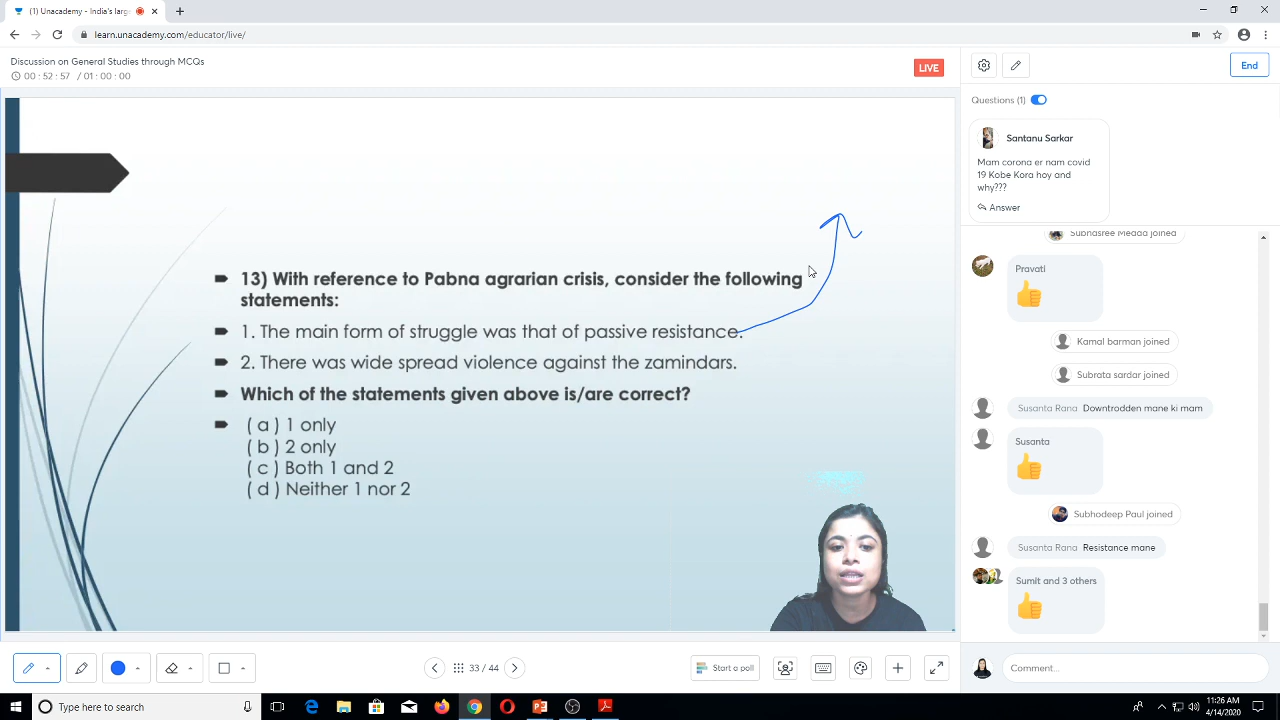 (1) Unacademy - India's larg
learn.unacademy.com/educator/live/
Discussion on General Studies through MCQs
00 : 52 : 57 / 01 : 00 : 00
LIVE
End
Questions (1)
Santanu Sarkar
Mam corona er nam covid
19 Kobe Kora hoy and
why???
Answer
13) With reference to Pabna agrarian crisis, consider the following
statements:
1. The main form of struggle was that of passive resistance.
2. There was wide spread violence against the zamindars.
Which of the statements given above is/are correct?
( a ) 1 only
( b ) 2 only
( c ) Both 1 and 2
( d ) Neither 1 nor 2
joined
Pravati
Kamal barman joined
Subrata sardar joined
Susanta Rana Downtrodden mane ki mam
Susanta
Subhodeep Paul joined
Susanta Rana Resistance mane
Sumit and 3 others
33 / 44
Start a poll
Comment...
Type here to search
11:26 AM
4/14/2020